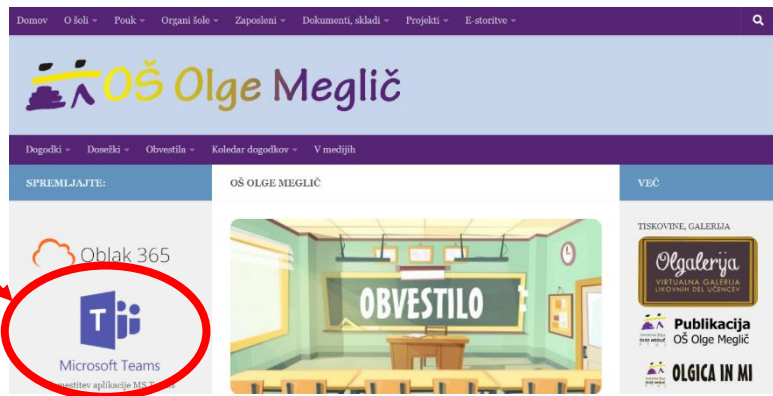 Domov O šoli Pouk Organi šole Zaposleni Dokumenti, skladi Projekti E-storitve
OŠ Olge Meglič
Dogodki Dosežki Obvestila Koledar dogodkov V medijih
SPREMLJAJTE:
OŠ OLGE MEGLIČ
VEČ
Oblak 365
T
Microsoft Teams
aplikacije MS
OBVESTILO
TISKOVINE, GALERIJA
Olgalerija
VIRTUALNA GALERIJA
LIKOVNIH DEL UČENCEV
Publikacija
OŠ Olge Meglič
OLGICA IN MI